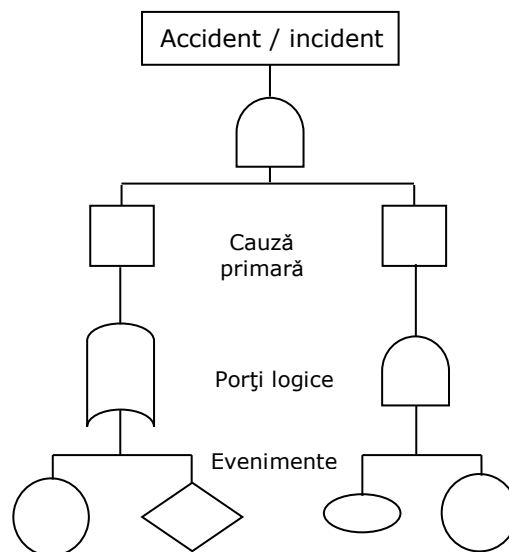 Accident / incident
Cauză
primară
Porţi logice
Evenimente